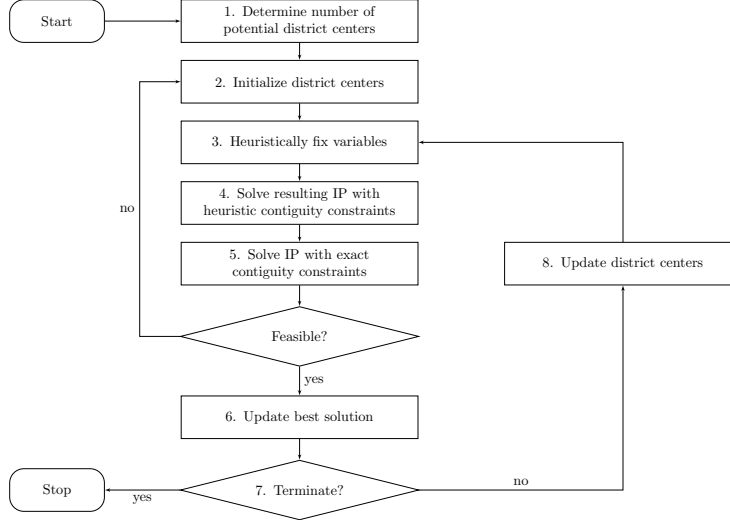 Start
1. Determine number of
potential district centers
2. Initialize district centers
3. Heuristically fix variables
no
4. Solve resulting IP with
heuristic contiguity constraints
5. Solve IP with exact
contiguity constraints
8. Update district centers
Feasible?
yes
6. Update best solution
Stop
yes
7. Terminate?
no